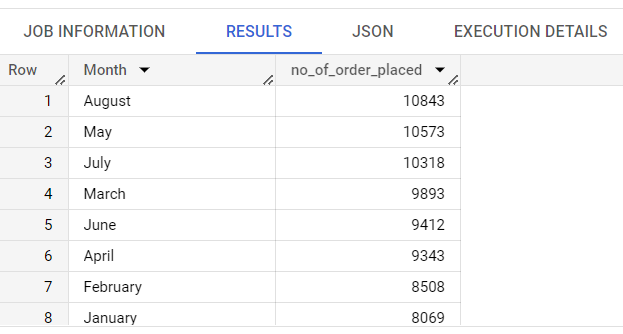 JOB INFORMATION RESULTS JSON EXECUTION DETAILS
Row Month no_of_order_placed
1 August 10843
2 May 10573
3 July 10318
4 March 9893
5 June 9412
6 April 9343
7 February 8508
8 January 8069